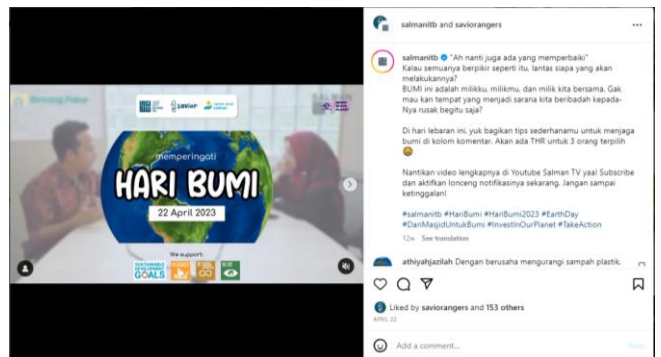 salmanitb and saviorangers
salmanitb "Ah nanti juga ada yang memperbaiki"
Kalau semuanya berpikir seperti itu, lantas siapa yang akan
melakukannya?
BUMI ini adalah milikku, milikmu, dan milik kita bersama. Gak
mau kan tempat yang menjadi sarana kita beribadah kepada-
Nya rusak begitu saja?
Di hari lebaran ini, yuk bagikan tips sederhanamu untuk menjaga
bumi di kolom komentar. Akan ada THR untuk 3 orang terpilih
Nantikan video lengkapnya di Youtube Salman TV yaa! Subscribe
dan aktifkan lonceng notifikasinya sekarang. Jangan sampai
ketinggalan!
#salmanitb #HariBumi #HariBumi2023 #EarthDay
#DariMasjidUntukBumi #InvestInOurPlanet #TakeAction
12w See translation
athiyahjazilah Dengan berusaha mengurangi sampah plastik,
Liked by saviorangers and 153 others
APRIL 22
Add a comment...
Post
savior
memperingati
HARI BUMI
22 April 2023
We support:
SUSTAINABLE
DEVELOPMENT
GOALS